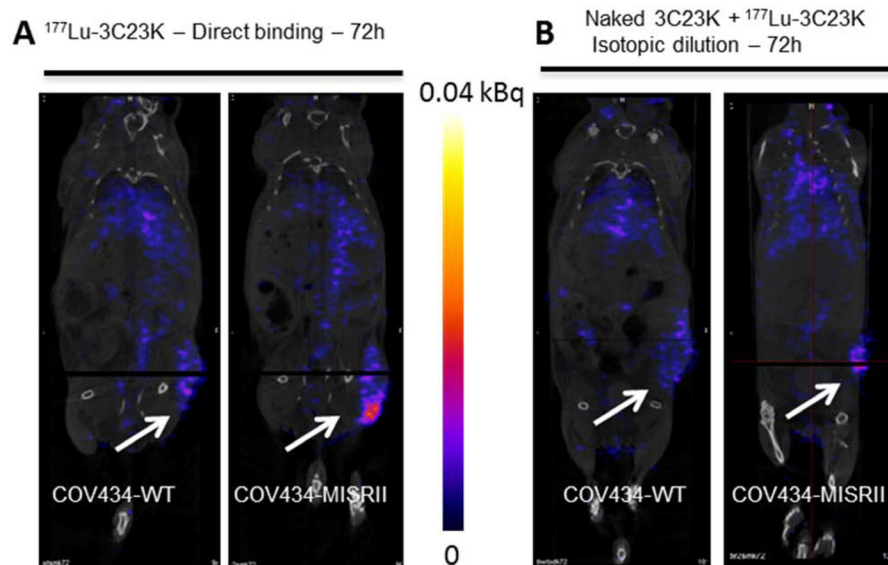 A ¹⁷⁷Lu-3C23K – Direct binding – 72h
B Naked 3C23K + ¹⁷⁷Lu-3C23K
Isotopic dilution – 72h
0.04 kBq
COV434-WT
COV434-MISRII
0
COV434-WT
COV434-MISRII